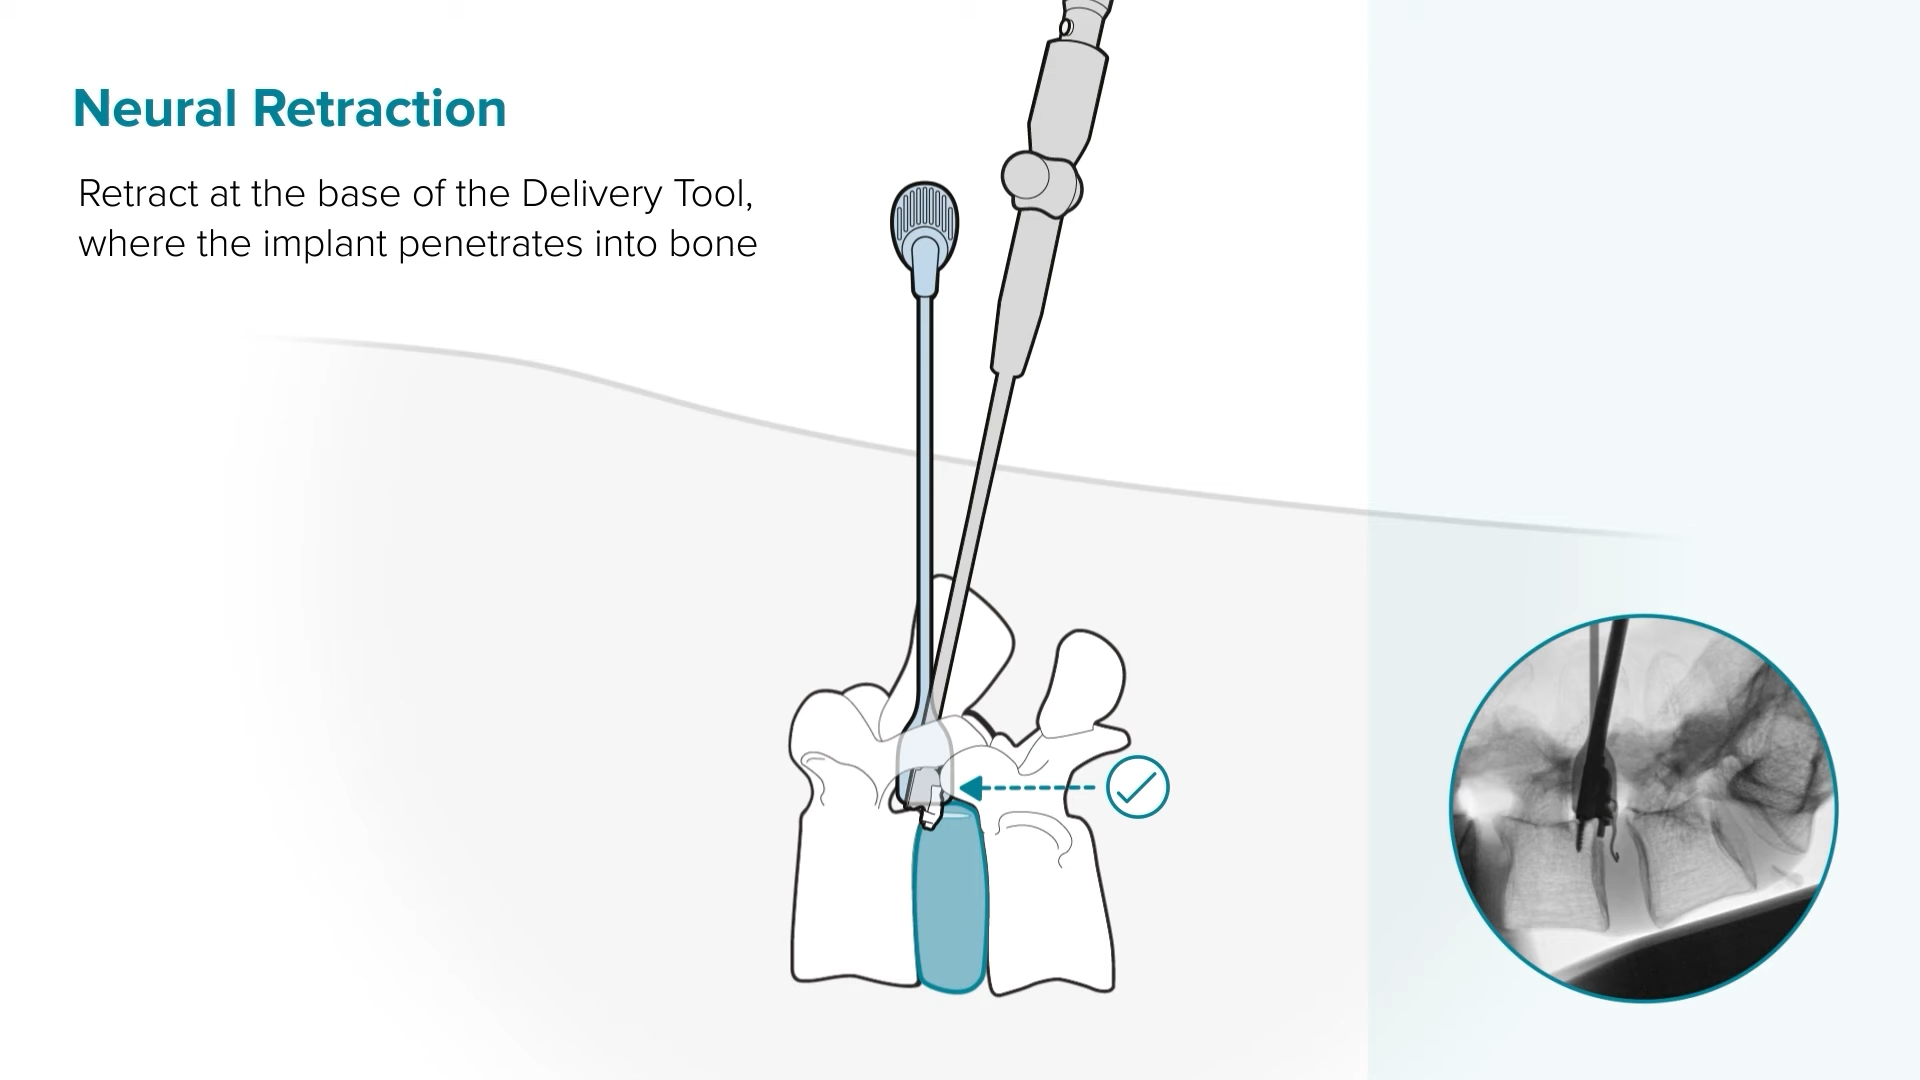 Neural Retraction
Retract at the base of the Delivery Tool,
where the implant penetrates into bone